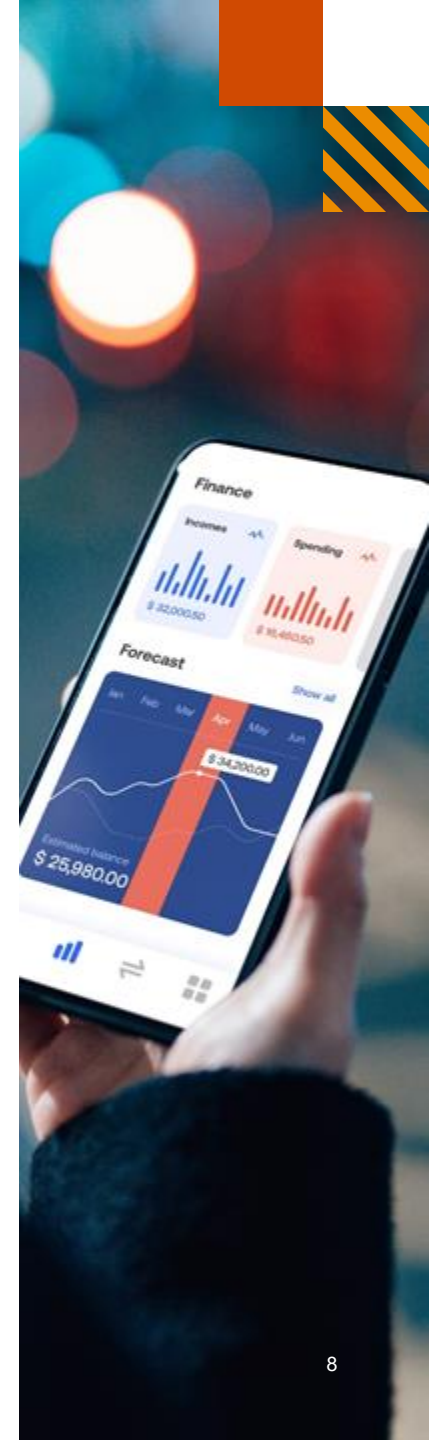 Finance
Incomes
$ 32,000.50
Spending
$ 16,460.50
Forecast
Show all
Jan Feb Mar Apr May Jun
$ 34,200.00
Estimated balance
$ 25,980.00
8